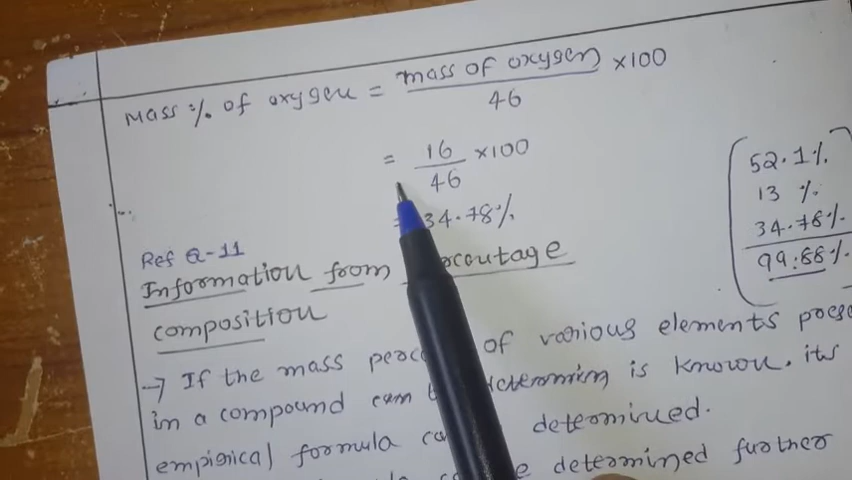 Mass % of oxygen = mass of oxygen / 46 ×100
= 16/46 ×100
= 34.78%
52.1%
13 %
34.78%
99.88%
Ref Q-11
Information from
composition
→ If the mass of various elements
in a compound can is known, its
empirical formula determined.
determined further